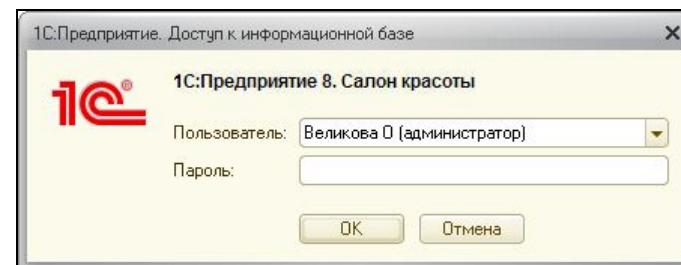 1С:Предприятие. Доступ к информационной базе
1С®
1С:Предприятие 8. Салон красоты
Пользователь: Великова О (администратор)
Пароль:
OK Отмена